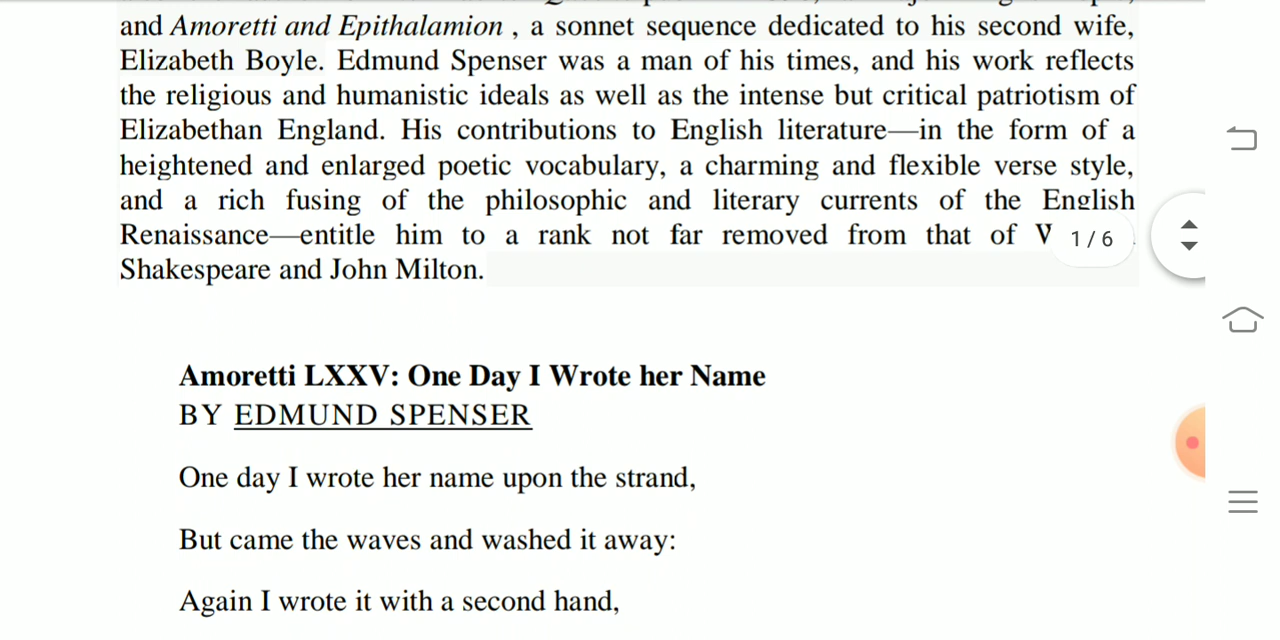 and Amoretti and Epithalamion , a sonnet sequence dedicated to his second wife,
Elizabeth Boyle. Edmund Spenser was a man of his times, and his work reflects
the religious and humanistic ideals as well as the intense but critical patriotism of
Elizabethan England. His contributions to English literature—in the form of a
heightened and enlarged poetic vocabulary, a charming and flexible verse style,
and a rich fusing of the philosophic and literary currents of the English
Renaissance—entitle him to a rank not far removed from that of
1 / 6
Shakespeare and John Milton.
Amoretti LXXV: One Day I Wrote her Name
BY EDMUND SPENSER
One day I wrote her name upon the strand,
But came the waves and washed it away:
Again I wrote it with a second hand,